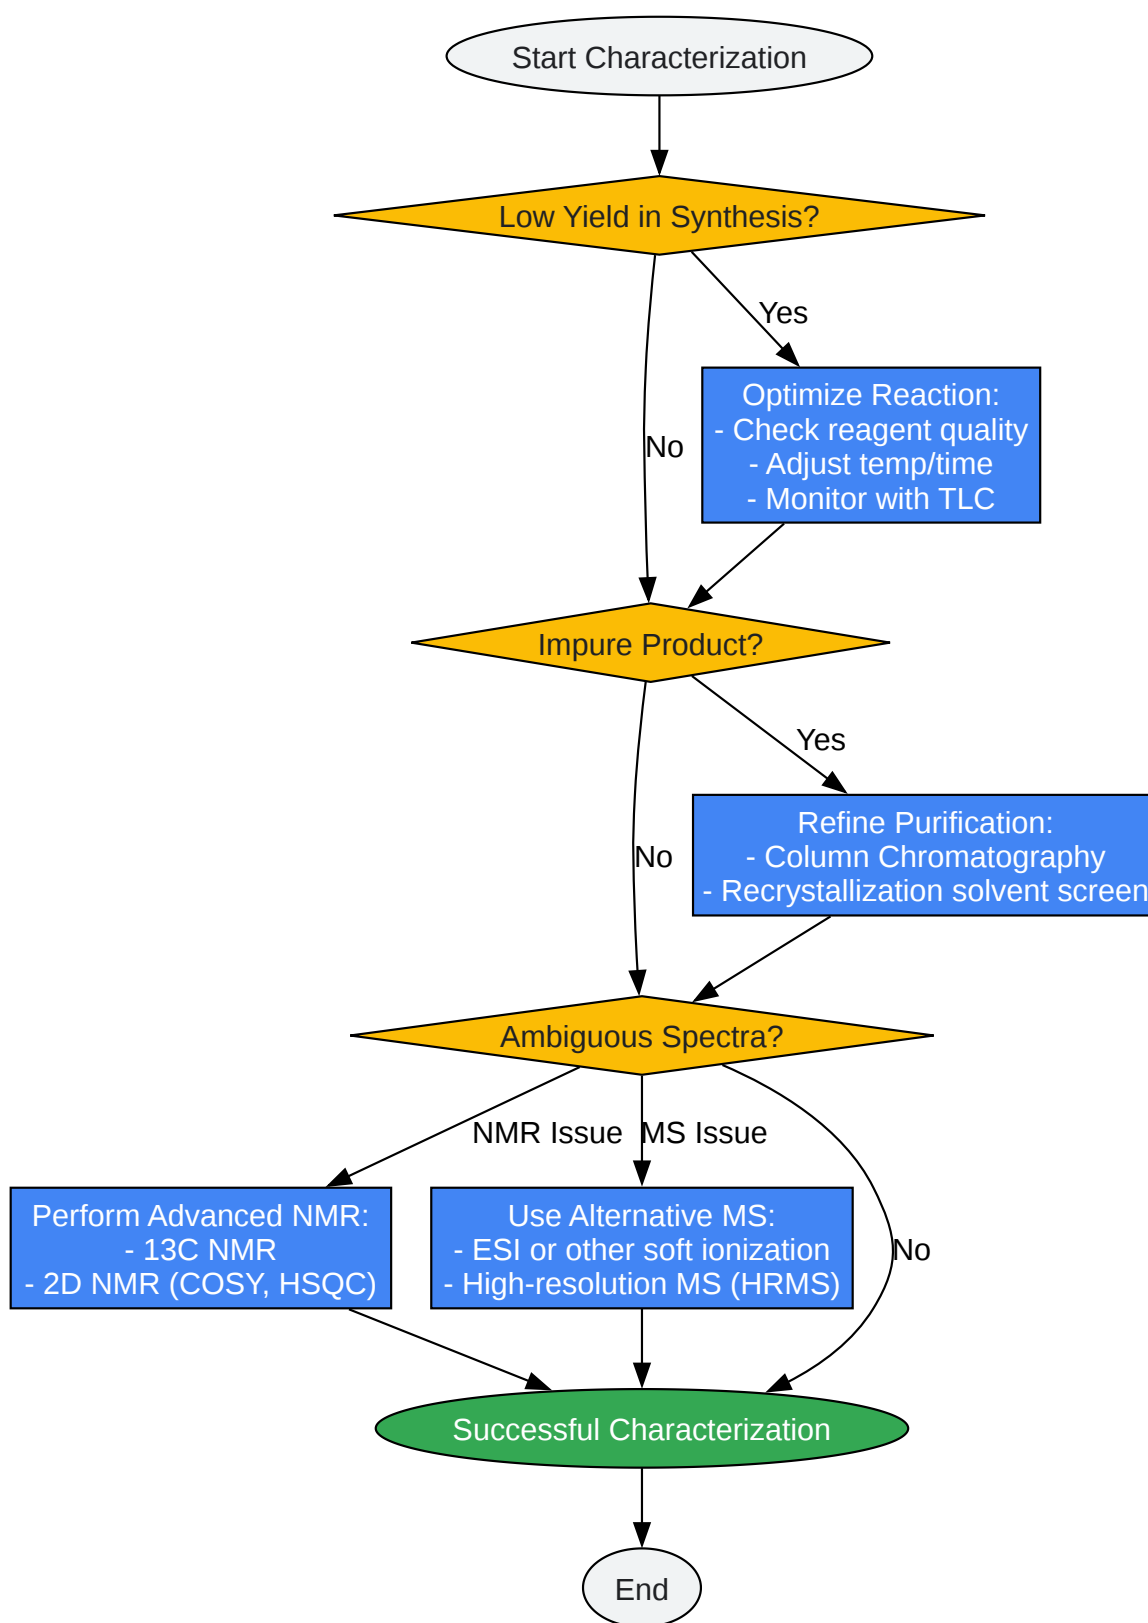 Start Characterization
Low Yield in Synthesis?
Yes
Optimize Reaction:
- Check reagent quality
- Adjust temp/time
- Monitor with TLC
No
Impure Product?
Yes
Refine Purification:
- Column Chromatography
- Recrystallization solvent screen
No
Ambiguous Spectra?
NMR Issue
MS Issue
No
Perform Advanced NMR:
- 13C NMR
- 2D NMR (COSY, HSQC)
Use Alternative MS:
- ESI or other soft ionization
- High-resolution MS (HRMS)
Successful Characterization
End